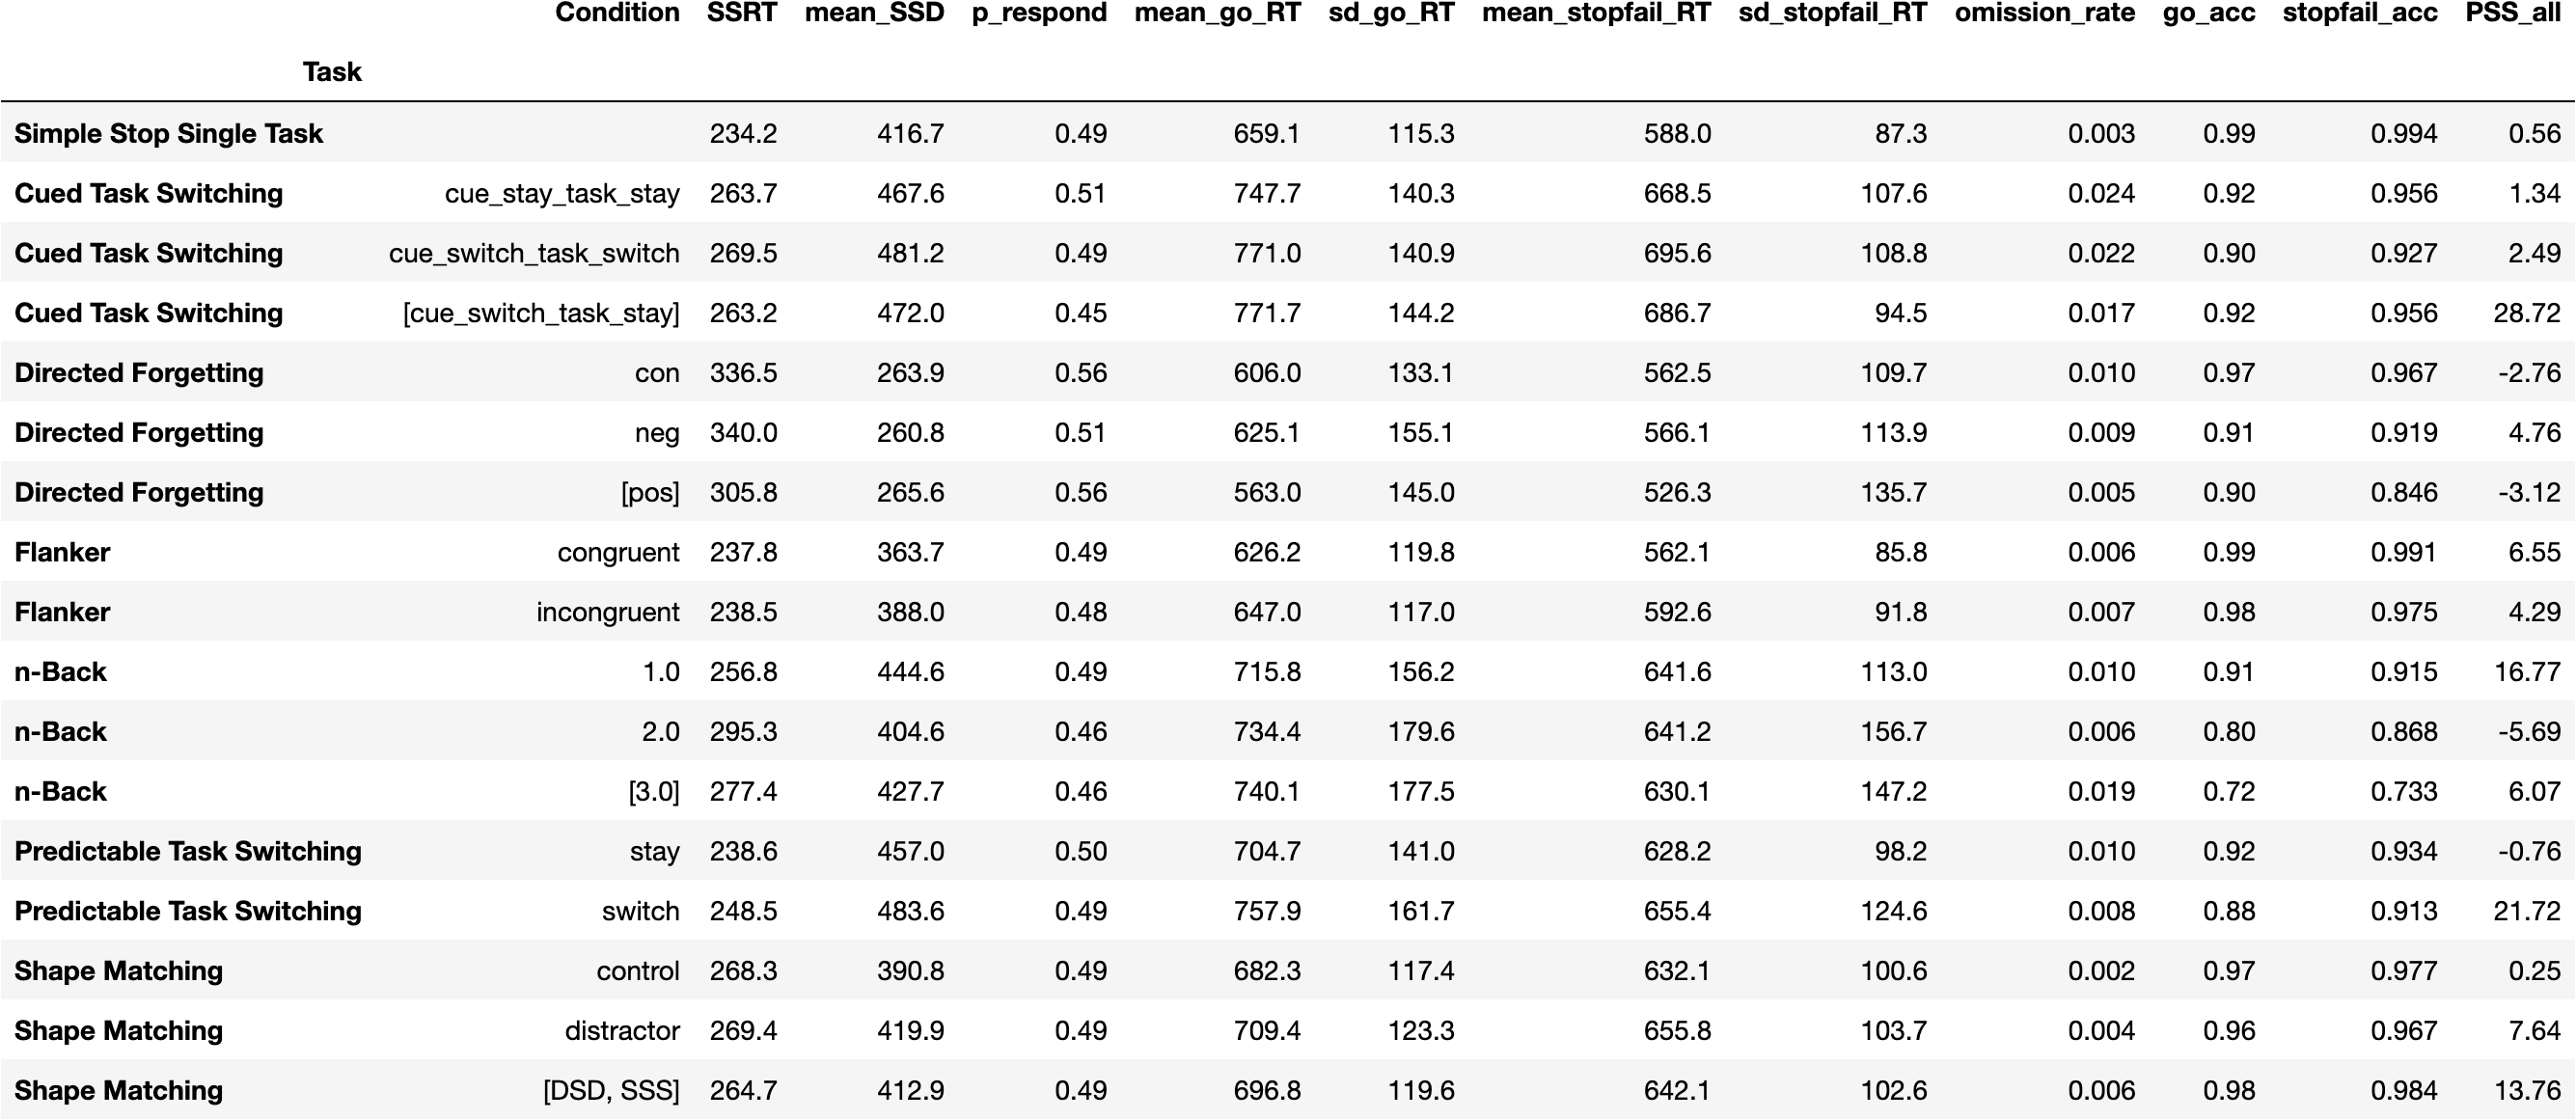 Condition SSRT mean_SSD p_respond mean_go_RT sd_go_RT mean_stopfail_RT sd_stopfail_RT omission_rate go_acc stopfail_acc PSS_all
Task
Simple Stop Single Task 234.2 416.7 0.49 659.1 115.3 588.0 87.3 0.003 0.99 0.994 0.56
Cued Task Switching cue_stay_task_stay 263.7 467.6 0.51 747.7 140.3 668.5 107.6 0.024 0.92 0.956 1.34
Cued Task Switching cue_switch_task_switch 269.5 481.2 0.49 771.0 140.9 695.6 108.8 0.022 0.90 0.927 2.49
Cued Task Switching [cue_switch_task_stay] 263.2 472.0 0.45 771.7 144.2 686.7 94.5 0.017 0.92 0.956 28.72
Directed Forgetting con 336.5 263.9 0.56 606.0 133.1 562.5 109.7 0.010 0.97 0.967 -2.76
Directed Forgetting neg 340.0 260.8 0.51 625.1 155.1 566.1 113.9 0.009 0.91 0.919 4.76
Directed Forgetting [pos] 305.8 265.6 0.56 563.0 145.0 526.3 135.7 0.005 0.90 0.846 -3.12
Flanker congruent 237.8 363.7 0.49 626.2 119.8 562.1 85.8 0.006 0.99 0.991 6.55
Flanker incongruent 238.5 388.0 0.48 647.0 117.0 592.6 91.8 0.007 0.98 0.975 4.29
n-Back 1.0 256.8 444.6 0.49 715.8 156.2 641.6 113.0 0.010 0.91 0.915 16.77
n-Back 2.0 295.3 404.6 0.46 734.4 179.6 641.2 156.7 0.006 0.80 0.868 -5.69
n-Back [3.0] 277.4 427.7 0.46 740.1 177.5 630.1 147.2 0.019 0.72 0.733 6.07
Predictable Task Switching stay 238.6 457.0 0.50 704.7 141.0 628.2 98.2 0.010 0.92 0.934 -0.76
Predictable Task Switching switch 248.5 483.6 0.49 757.9 161.7 655.4 124.6 0.008 0.88 0.913 21.72
Shape Matching control 268.3 390.8 0.49 682.3 117.4 632.1 100.6 0.002 0.97 0.977 0.25
Shape Matching distractor 269.4 419.9 0.49 709.4 123.3 655.8 103.7 0.004 0.96 0.967 7.64
Shape Matching [DSD, SSS] 264.7 412.9 0.49 696.8 119.6 642.1 102.6 0.006 0.98 0.984 13.76